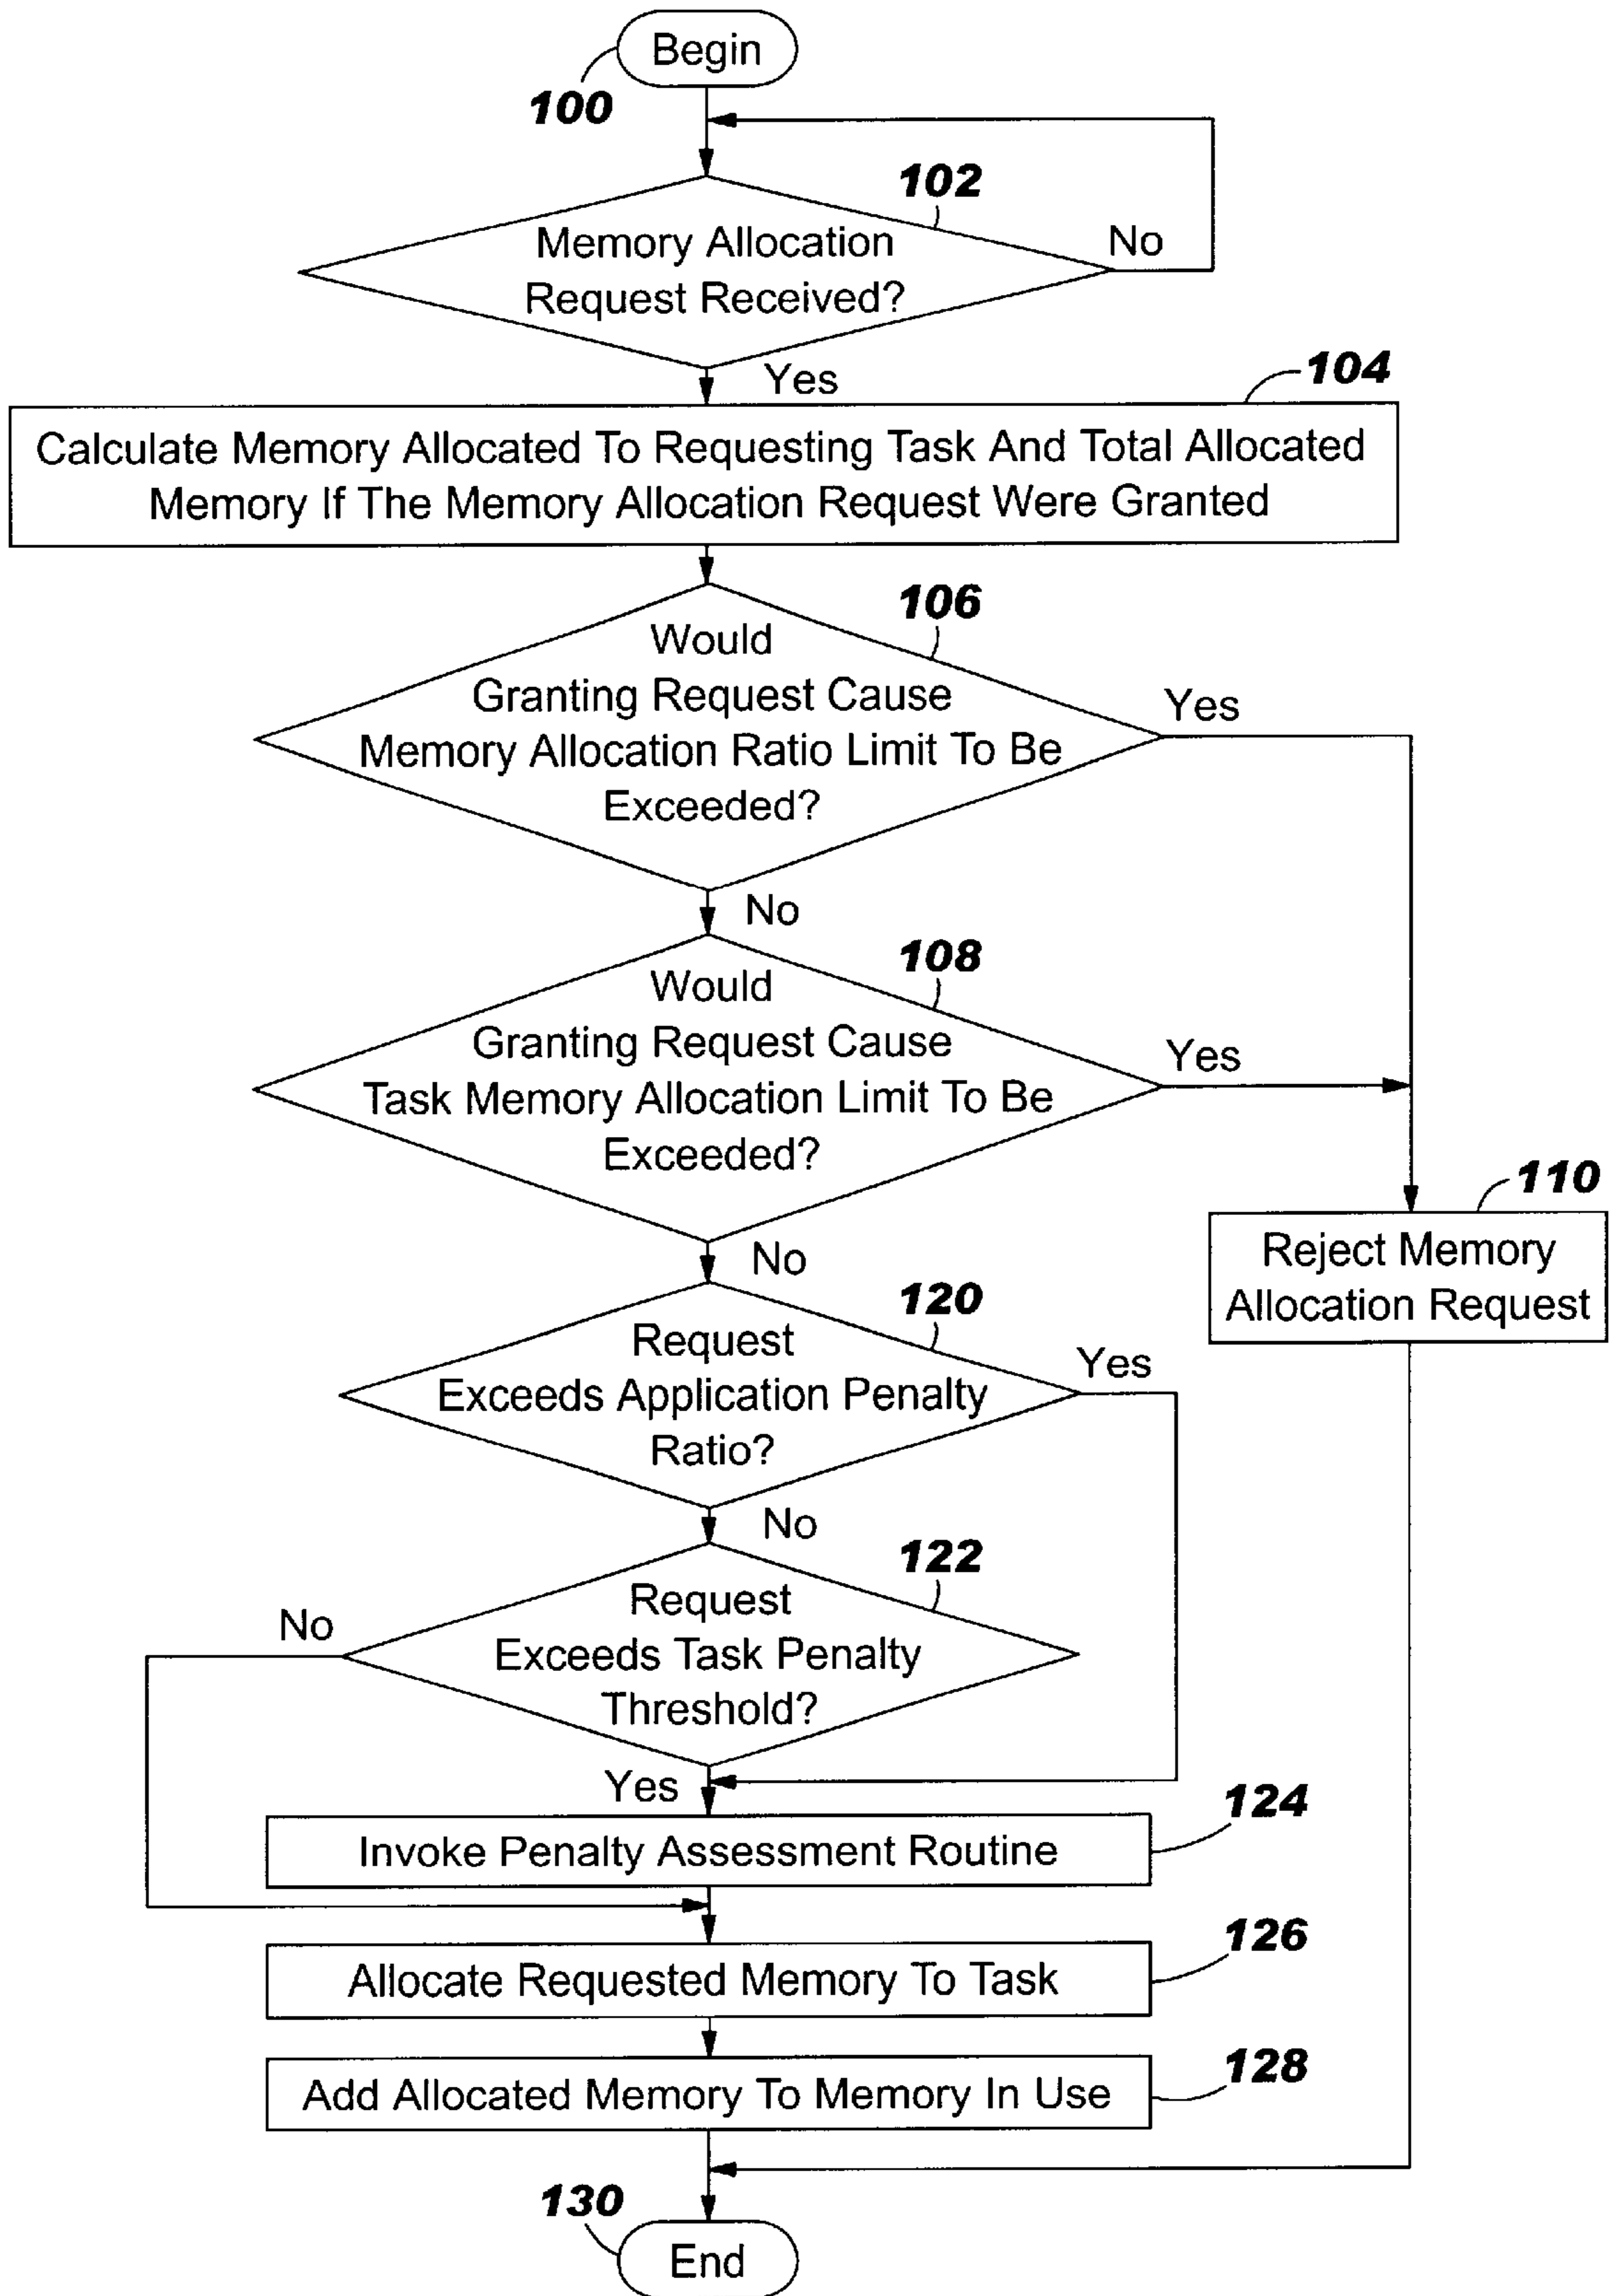 Begin
100
102
Memory Allocation
Request Received?
No
Yes
104
Calculate Memory Allocated To Requesting Task And Total Allocated
Memory If The Memory Allocation Request Were Granted
106
Would
Granting Request Cause
Memory Allocation Ratio Limit To Be
Exceeded?
Yes
No
108
Would
Granting Request Cause
Task Memory Allocation Limit To Be
Exceeded?
Yes
No
110
Reject Memory
Allocation Request
120
Request
Exceeds Application Penalty
Ratio?
Yes
No
122
Request
Exceeds Task Penalty
Threshold?
No
Yes
124
Invoke Penalty Assessment Routine
126
Allocate Requested Memory To Task
128
Add Allocated Memory To Memory In Use
130
End